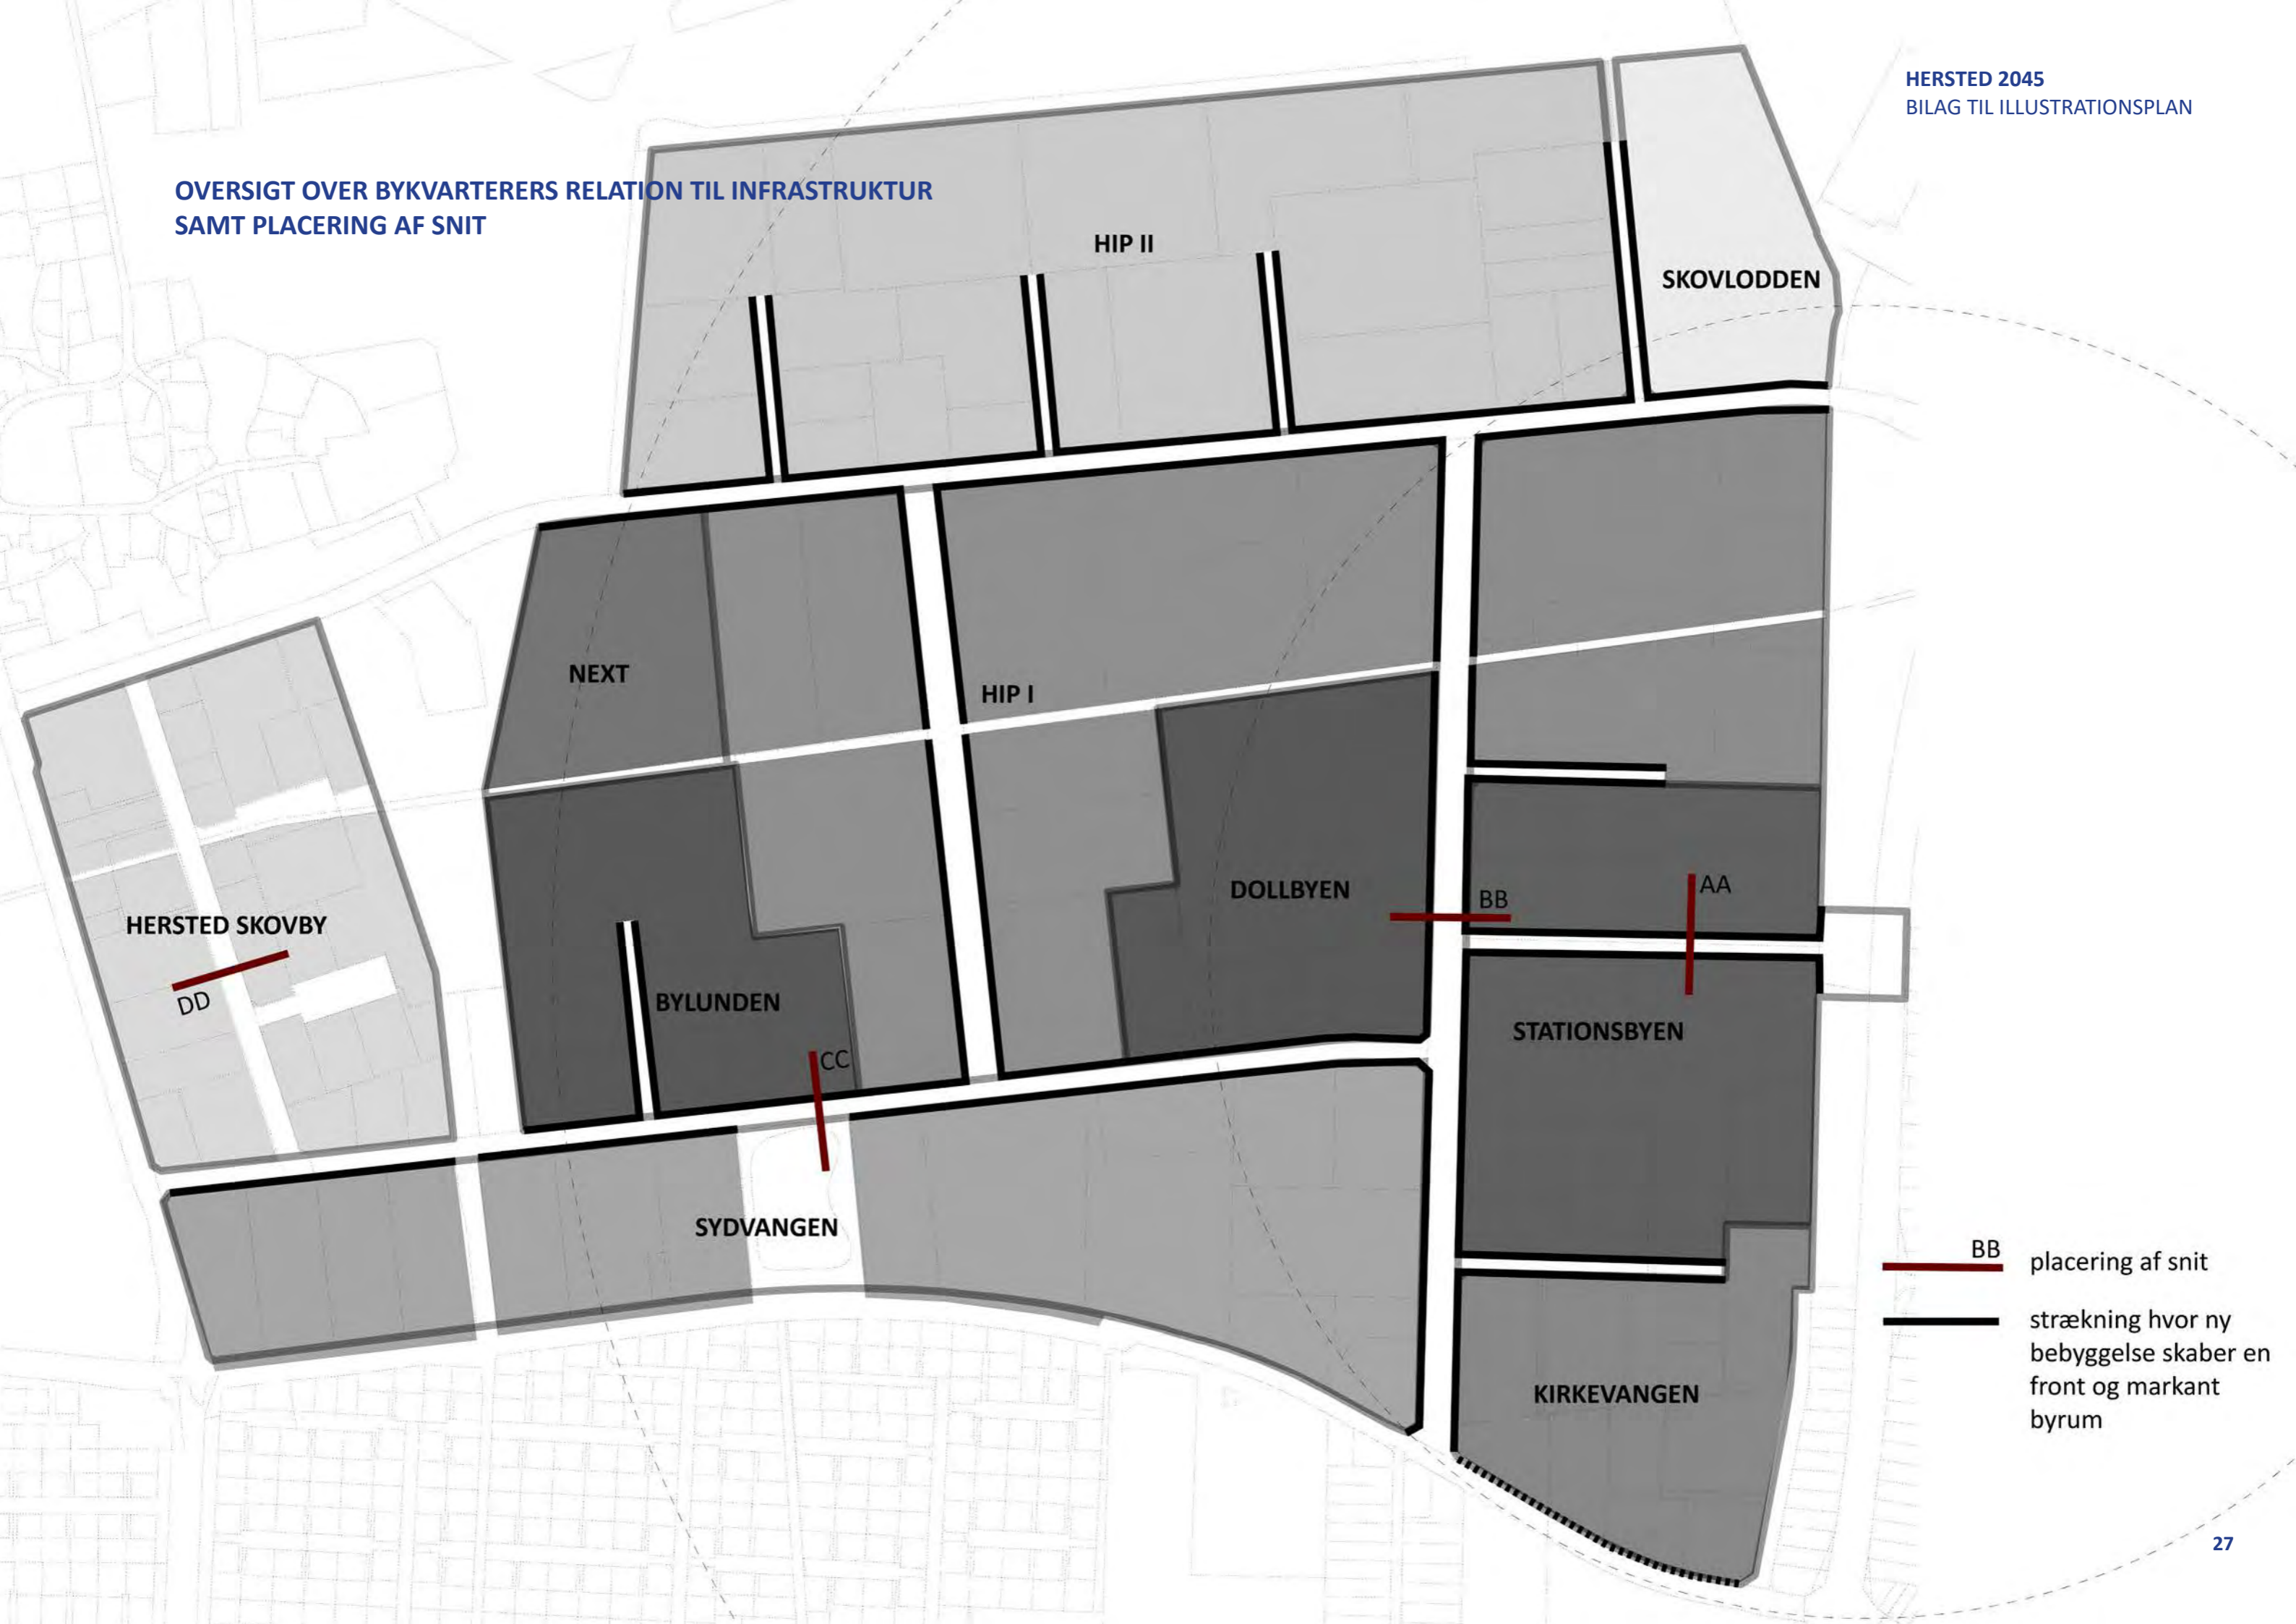 HERSTED 2045
BILAG TIL ILLUSTRATIONSPLAN
OVERSIGT OVER BYKVARTERERS RELATION TIL INFRASTRUKTUR
SAMT PLACERING AF SNIT
HIP II
SKOVLODDEN
NEXT
HIP I
DOLLBYEN
BB
AA
HERSTED SKOVBY
DD
BYLUNDEN
CC
STATIONSBYEN
SYDVANGEN
KIRKEVANGEN
BB
placering af snit
strækning hvor ny
bebyggelse skaber en
front og markant
byrum
27